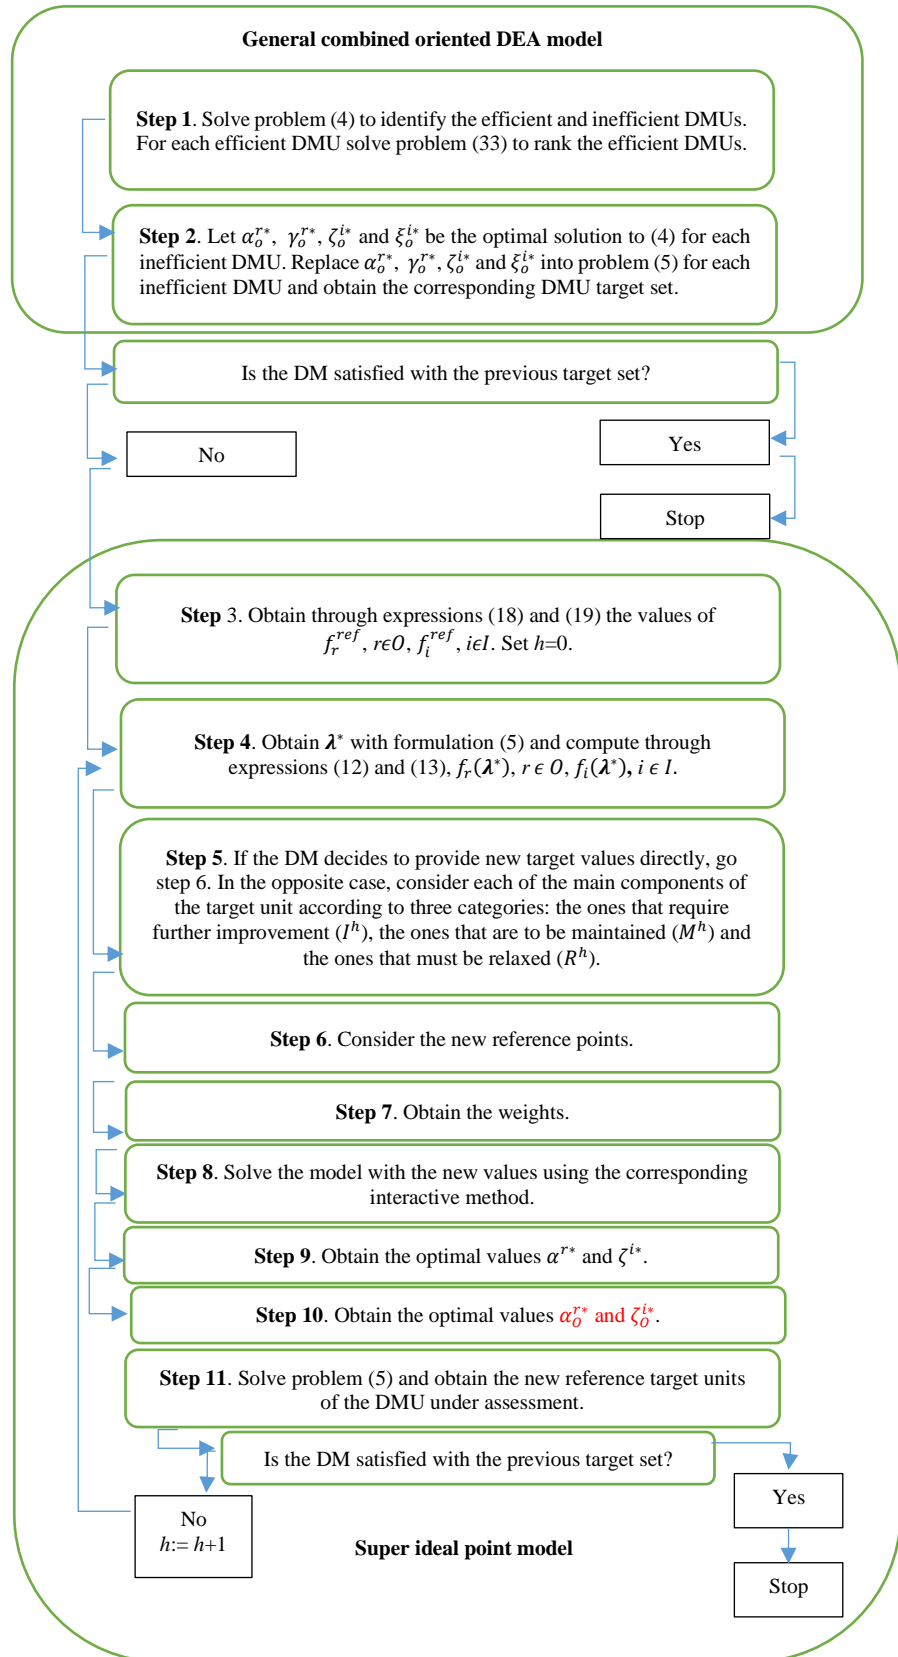 General combined oriented DEA model
Step 1. Solve problem (4) to identify the efficient and inefficient DMUs.
For each efficient DMU solve problem (33) to rank the efficient DMUs.
Step 2. Let α_o^{r*}, γ_o^{r*}, ζ_o^{i*} and ξ_o^{i*} be the optimal solution to (4) for each
inefficient DMU. Replace α_o^{r*}, γ_o^{r*}, ζ_o^{i*} and ξ_o^{i*} into problem (5) for each
inefficient DMU and obtain the corresponding DMU target set.
Is the DM satisfied with the previous target set?
No
Yes
Stop
Step 3. Obtain through expressions (18) and (19) the values of
f_r^{ref}, rϵO, f_i^{ref}, iϵI. Set h=0.
Step 4. Obtain λ* with formulation (5) and compute through
expressions (12) and (13), f_r(λ*), r ϵ O, f_i(λ*), i ϵ I.
Step 5. If the DM decides to provide new target values directly, go
step 6. In the opposite case, consider each of the main components of
the target unit according to three categories: the ones that require
further improvement (I^h), the ones that are to be maintained (M^h) and
the ones that must be relaxed (R^h).
Step 6. Consider the new reference points.
Step 7. Obtain the weights.
Step 8. Solve the model with the new values using the corresponding
interactive method.
Step 9. Obtain the optimal values α^{r*} and ζ^{i*}.
Step 10. Obtain the optimal values α_O^{r*} and ζ_O^{i*}.
Step 11. Solve problem (5) and obtain the new reference target units
of the DMU under assessment.
Is the DM satisfied with the previous target set?
No
h:= h+1
Yes
Super ideal point model
Stop